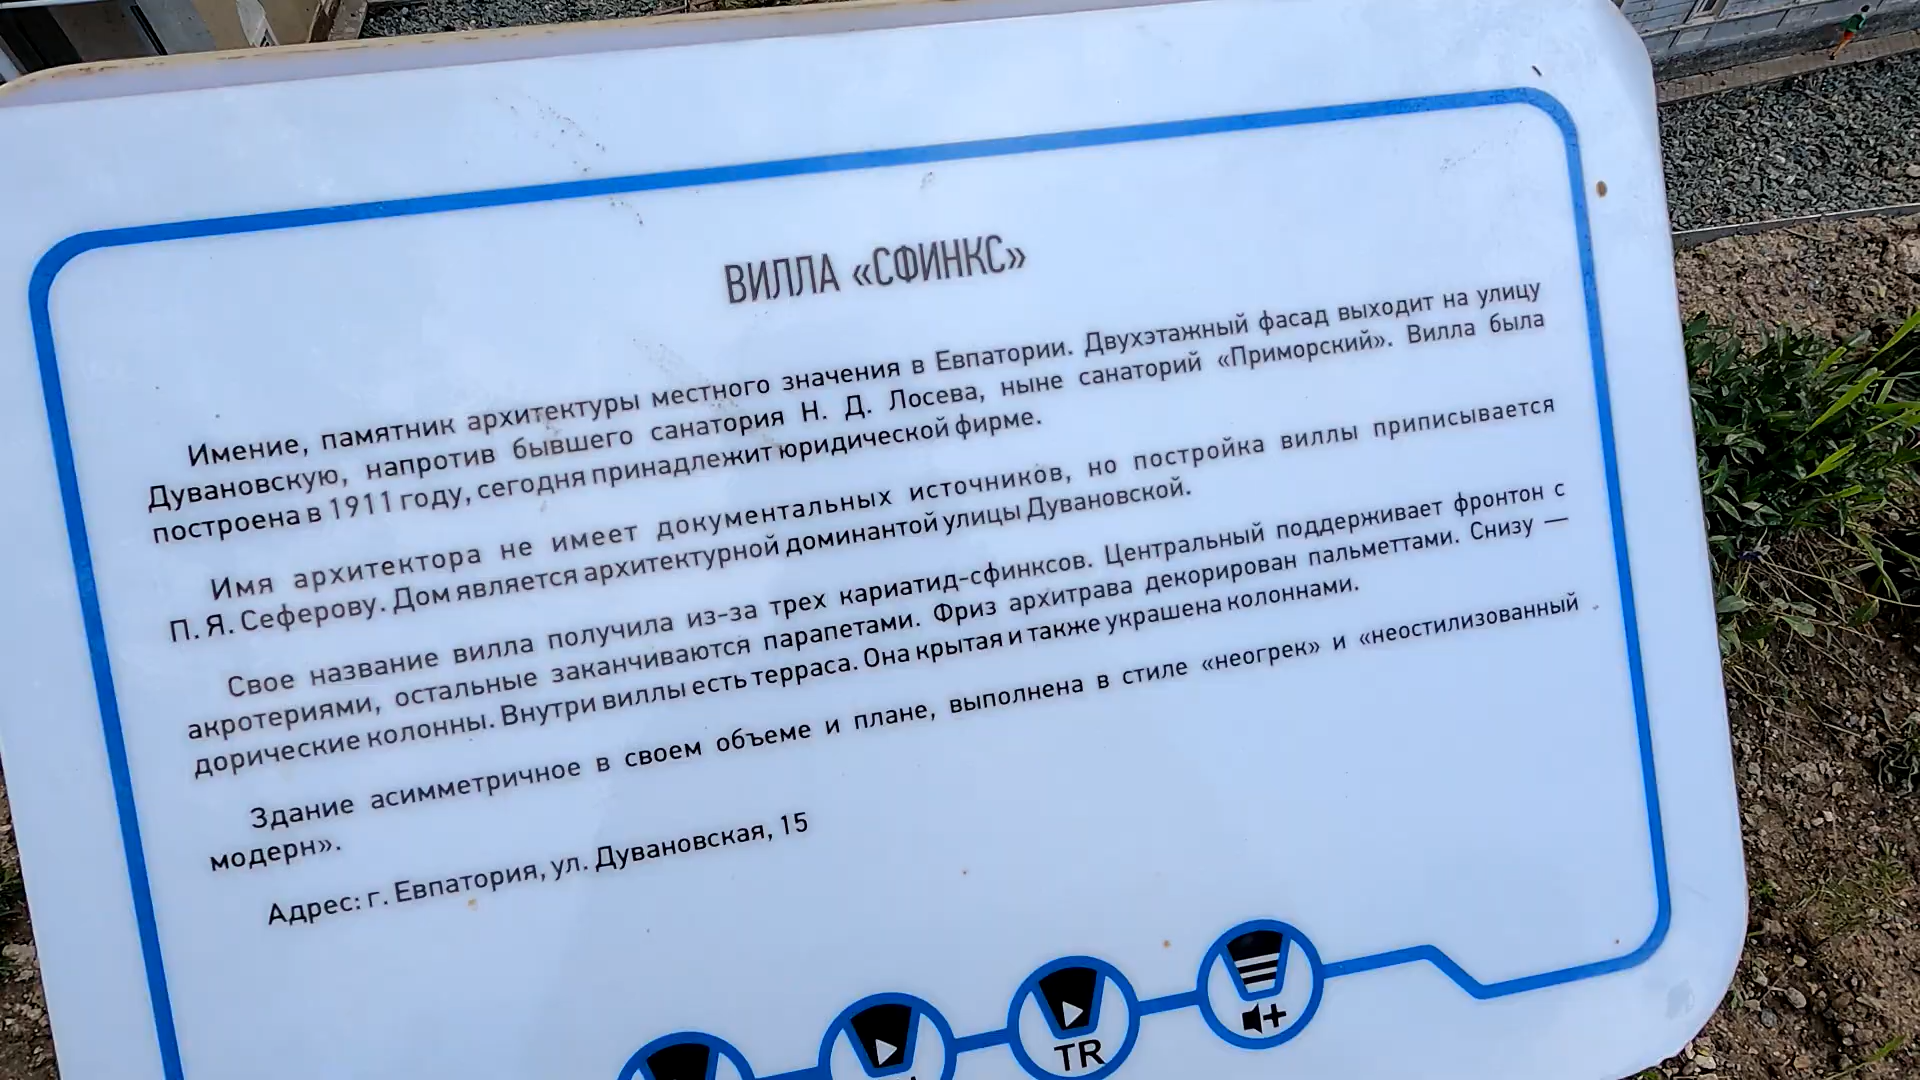 ВИЛЛА «СФИНКС»
Имение, памятник архитектуры местного значения в Евпатории. Двухэтажный фасад выходит на улицу
Дувановскую, напротив бывшего санатория Н. Д. Лосева, ныне санаторий «Приморский». Вилла была
построена в 1911 году, сегодня принадлежит юридической фирме.
Имя архитектора не имеет документальных источников, но постройка виллы приписывается
П. Я. Сеферову. Дом является архитектурной доминантой улицы Дувановской.
Свое название вилла получила из-за трех кариатид-сфинксов. Центральный поддерживает фронтон с
акротериями, остальные заканчиваются парапетами. Фриз архитрава декорирован пальметтами. Снизу —
дорические колонны. Внутри виллы есть терраса. Она крытая и также украшена колоннами.
Здание асимметричное в своем объеме и плане, выполнена в стиле «неогрек» и «неостилизованный
модерн».
Адрес: г. Евпатория, ул. Дувановская, 15
TR